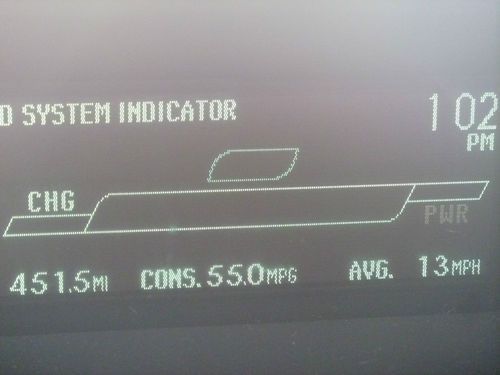 D SYSTEM INDICATOR
1 02
PM
CHG
PWR
451.5MI CONS. 55.0MPG AVG. 13MPH